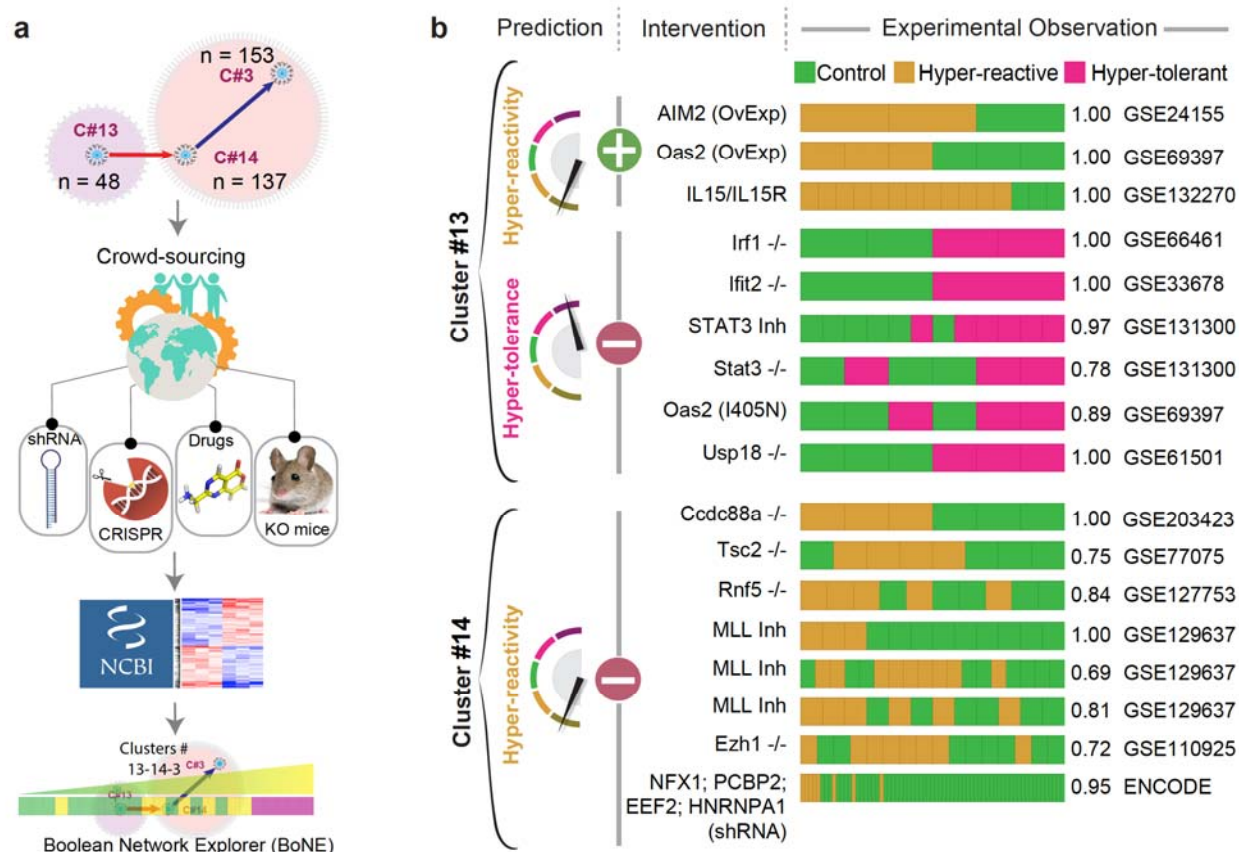 a
n = 153
C#3
C#13
C#14
n = 48
n = 137
Crowd-sourcing
shRNA
CRISPR
Drugs
KO mice
NCBI
Clusters #
13-14-3
C#3
C#13
C#14
Boolean Network Explorer (BoNE)
b
Prediction
Intervention
Experimental Observation
Control
Hyper-reactive
Hyper-tolerant
Cluster #13
Hyper-reactivity
AIM2 (OvExp) 1.00 GSE24155
Oas2 (OvExp) 1.00 GSE69397
IL15/IL15R 1.00 GSE132270
Hyper-tolerance
Irf1 -/- 1.00 GSE66461
Ifit2 -/- 1.00 GSE33678
STAT3 Inh 0.97 GSE131300
Stat3 -/- 0.78 GSE131300
Oas2 (I405N) 0.89 GSE69397
Usp18 -/- 1.00 GSE61501
Cluster #14
Hyper-reactivity
Ccdc88a -/- 1.00 GSE203423
Tsc2 -/- 0.75 GSE77075
Rnf5 -/- 0.84 GSE127753
MLL Inh 1.00 GSE129637
MLL Inh 0.69 GSE129637
MLL Inh 0.81 GSE129637
Ezh1 -/- 0.72 GSE110925
NFX1; PCBP2; 0.95 ENCODE
EEF2; HNRNPA1
(shRNA)